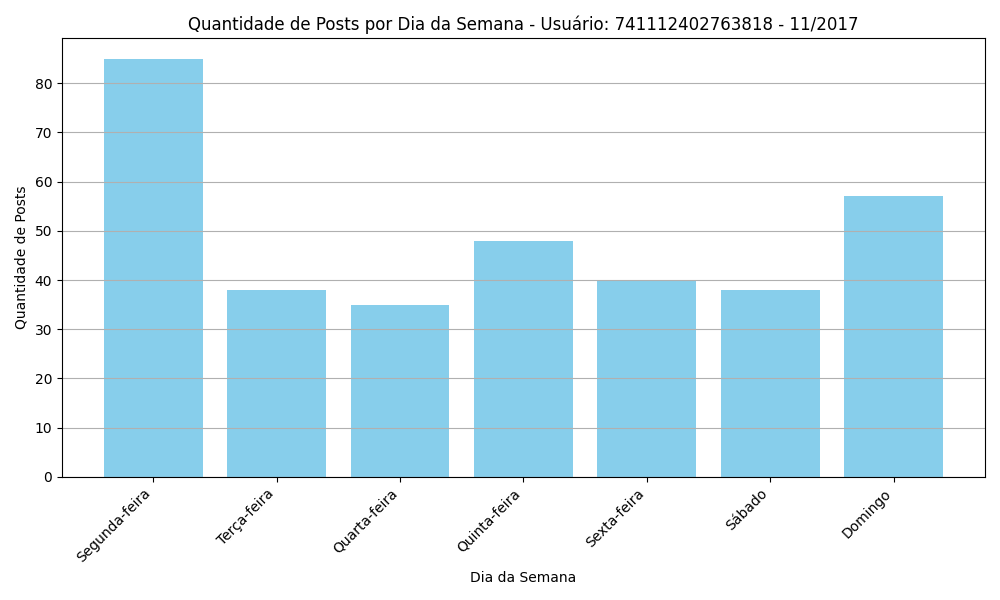 Quantidade de Posts por Dia da Semana - Usuário: 741112402763818 - 11/2017
Quantidade de Posts
80
70
60
50
40
30
20
10
0
Segunda-feira
Terça-feira
Quarta-feira
Quinta-feira
Sexta-feira
Sábado
Domingo
Dia da Semana